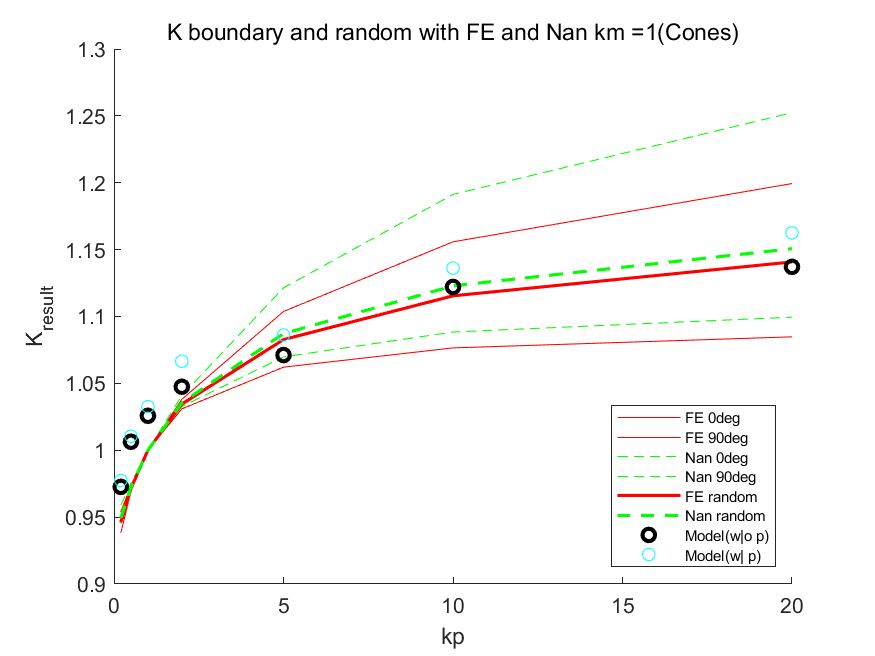 K boundary and random with FE and Nan km =1(Cones)
1.3
1.25
1.2
1.15
1.1
1.05
1
0.95
0.9
K_result
0
5
10
15
20
kp
FE 0deg
FE 90deg
Nan 0deg
Nan 90deg
FE random
Nan random
Model(w|o p)
Model(w| p)